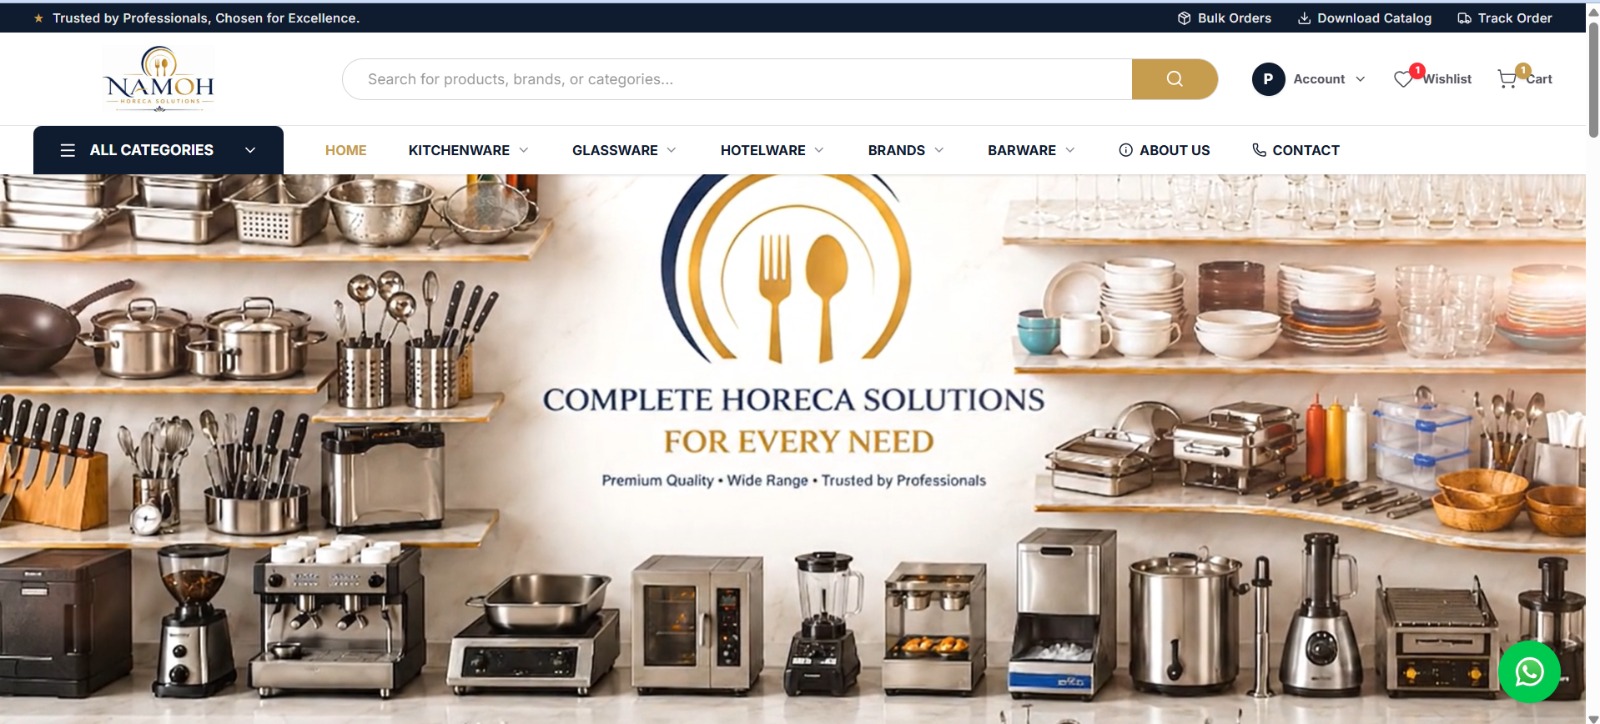 Trusted by Professionals, Chosen for Excellence.
Bulk Orders
Download Catalog
Track Order
NAMOH
HORECA SOLUTIONS
Search for products, brands, or categories...
P
Account
1
Wishlist
1
Cart
ALL CATEGORIES
HOME
KITCHENWARE
GLASSWARE
HOTELWARE
BRANDS
BARWARE
ABOUT US
CONTACT
COMPLETE HORECA SOLUTIONS
FOR EVERY NEED
Premium Quality • Wide Range • Trusted by Professionals